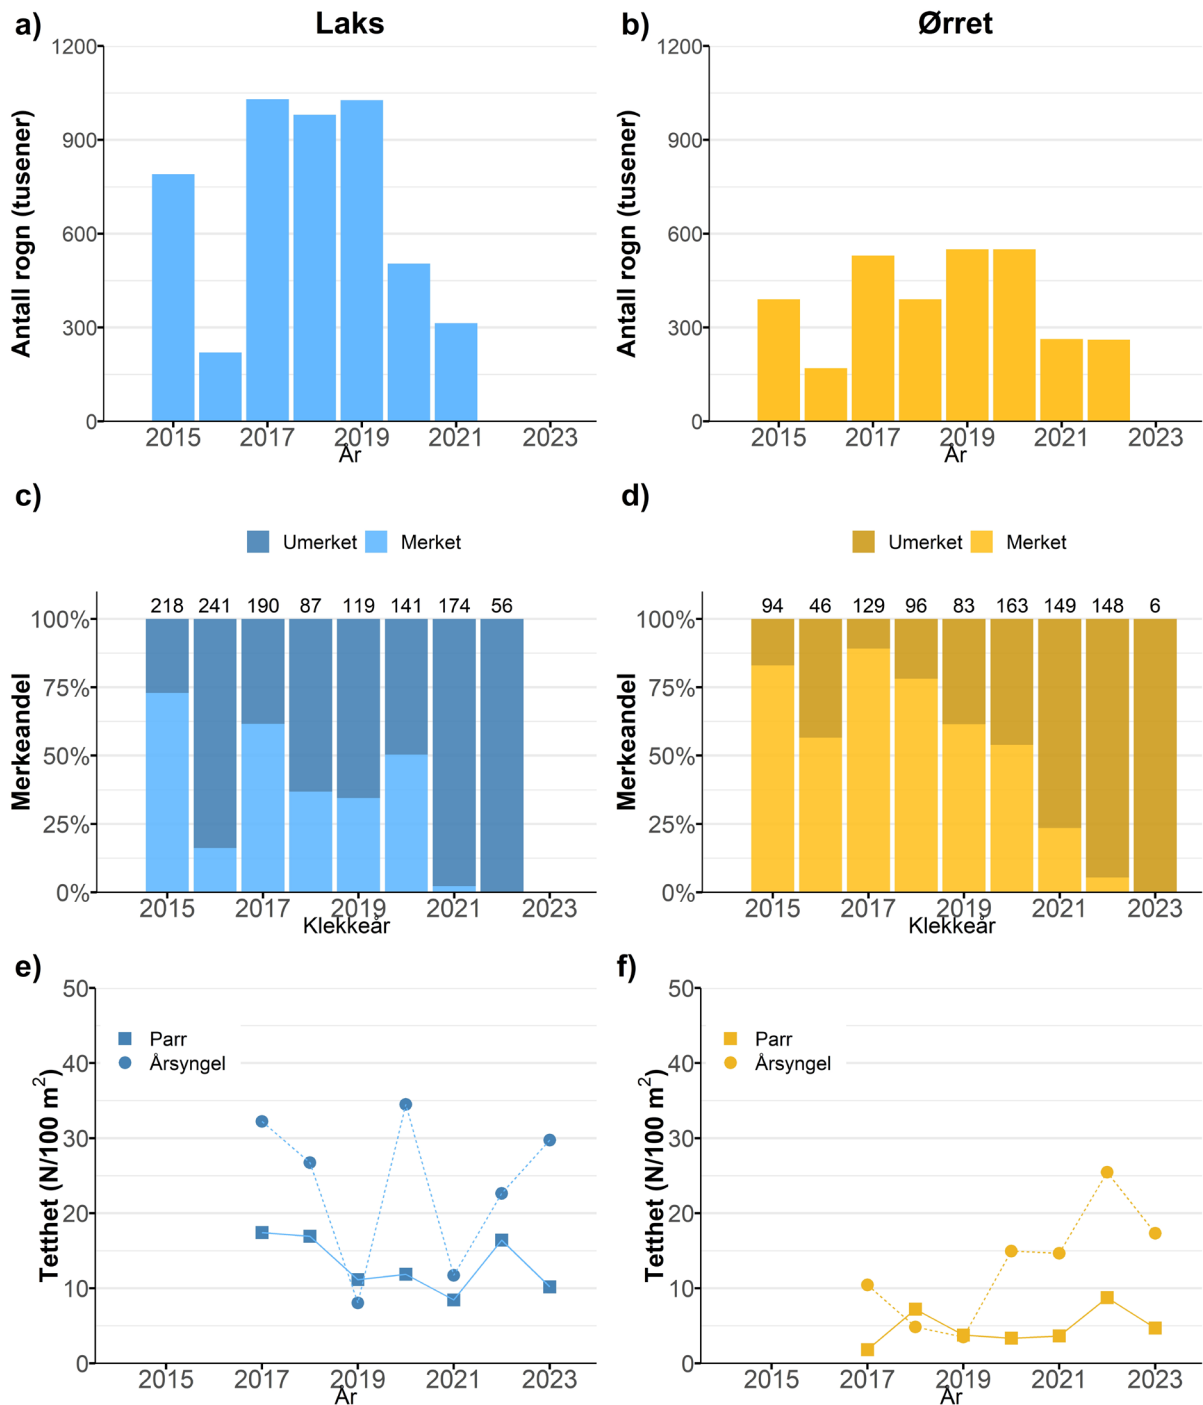 a)
Laks
b)
Ørret
Antall rogn (tusener)
1200
900
600
300
0
2015 2017 2019 2021 2023
År
Antall rogn (tusener)
1200
900
600
300
0
2015 2017 2019 2021 2023
År
c)
Umerket Merket
218 241 190 87 119 141 174 56
Merkeandel
100%
75%
50%
25%
0%
2015 2017 2019 2021 2023
Klekkeår
d)
Umerket Merket
94 46 129 96 83 163 149 148 6
Merkeandel
100%
75%
50%
25%
0%
2015 2017 2019 2021 2023
Klekkeår
e)
Tetthet (N/100 m²)
50
40
30
20
10
0
Parr
Årsyngel
2015 2017 2019 2021 2023
År
f)
Tetthet (N/100 m²)
50
40
30
20
10
0
Parr
Årsyngel
2015 2017 2019 2021 2023
År